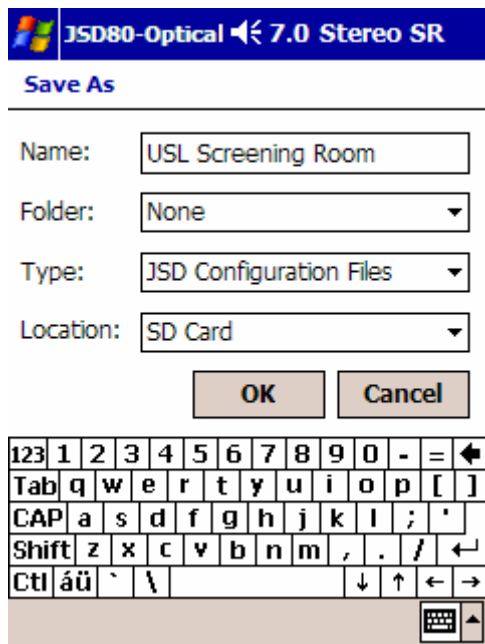 JSD80-Optical 7.0 Stereo SR
Save As
Name: USL Screening Room
Folder: None
Type: JSD Configuration Files
Location: SD Card
OK Cancel
123 1 2 3 4 5 6 7 8 9 0 - =
Tab q w e r t y u i o p [ ]
CAP a s d f g h j k l ; '
Shift z x c v b n m , . /
Ctl áü ` \ ↓ ↑ ← →